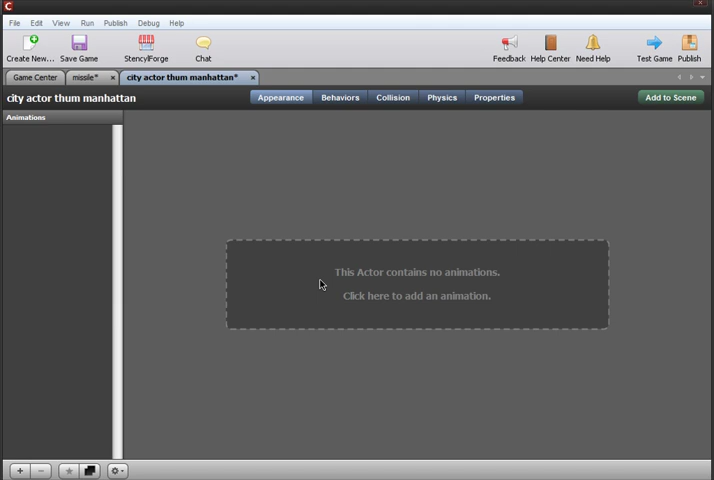 File Edit View Run Publish Debug Help
Create New... Save Game StencylForge Chat Feedback Help Center Need Help Test Game Publish
Game Center missile* city actor thum manhattan*
city actor thum manhattan Appearance Behaviors Collision Physics Properties Add to Scene
Animations
This Actor contains no animations.
Click here to add an animation.